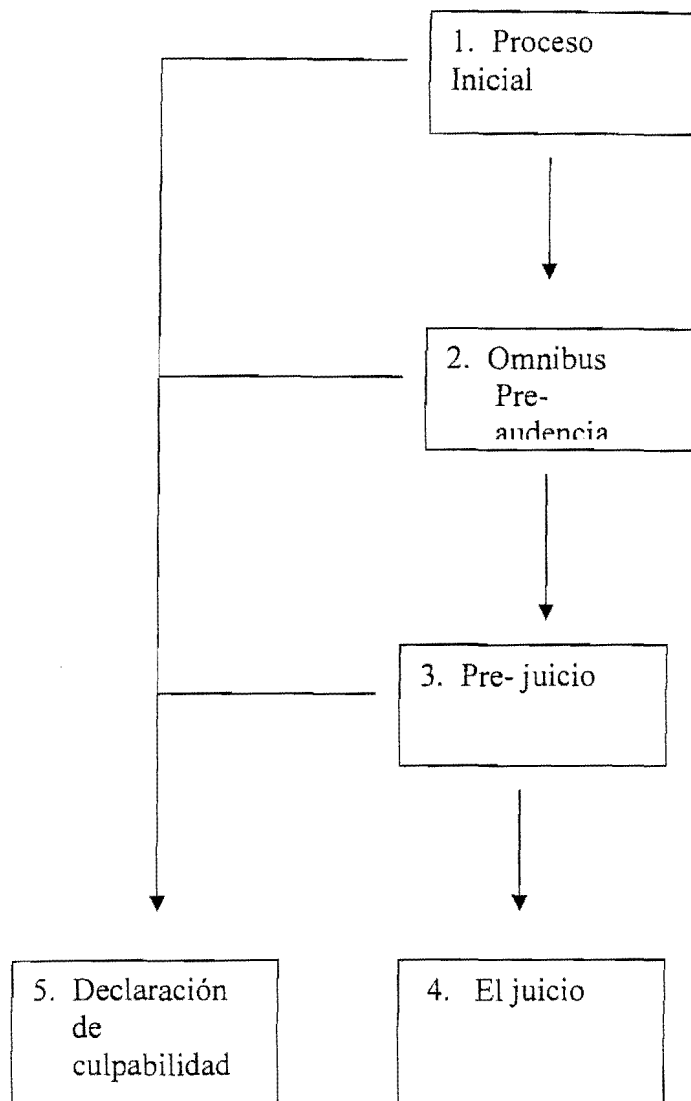 1. Proceso
Inicial
2. Omnibus
Pre-
audencia
3. Pre- juicio
5. Declaración
de
culpabilidad
4. El juicio